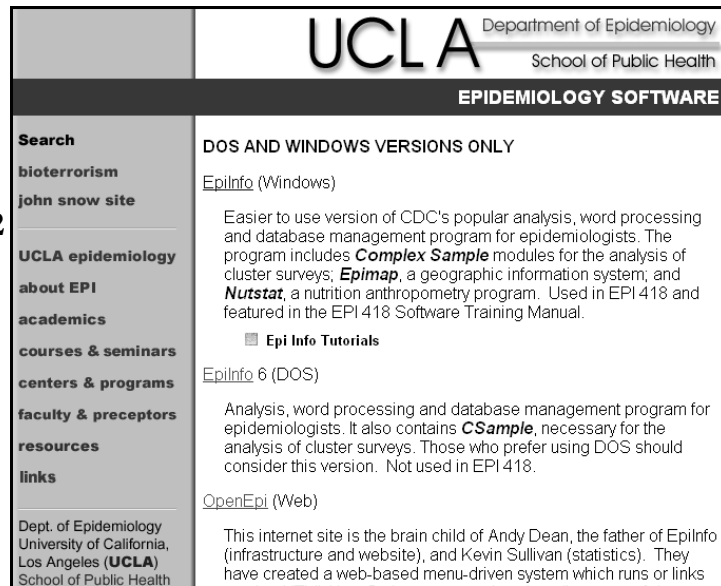 UCLA
Department of Epidemiology
School of Public Health
EPIDEMIOLOGY SOFTWARE
Search
bioterrorism
john snow site
2
UCLA epidemiology
about EPI
academics
courses & seminars
centers & programs
faculty & preceptors
resources
links
Dept. of Epidemiology
University of California,
Los Angeles (UCLA)
School of Public Health
DOS AND WINDOWS VERSIONS ONLY
EpiInfo (Windows)
Easier to use version of CDC's popular analysis, word processing
and database management program for epidemiologists. The
program includes Complex Sample modules for the analysis of
cluster surveys; Epimap, a geographic information system; and
Nutstat, a nutrition anthropometry program. Used in EPI 418 and
featured in the EPI 418 Software Training Manual.
Epi Info Tutorials
EpiInfo 6 (DOS)
Analysis, word processing and database management program for
epidemiologists. It also contains CSample, necessary for the
analysis of cluster surveys. Those who prefer using DOS should
consider this version. Not used in EPI 418.
OpenEpi (Web)
This internet site is the brain child of Andy Dean, the father of EpiInfo
(infrastructure and website), and Kevin Sullivan (statistics). They
have created a web-based menu-driven system which runs or links